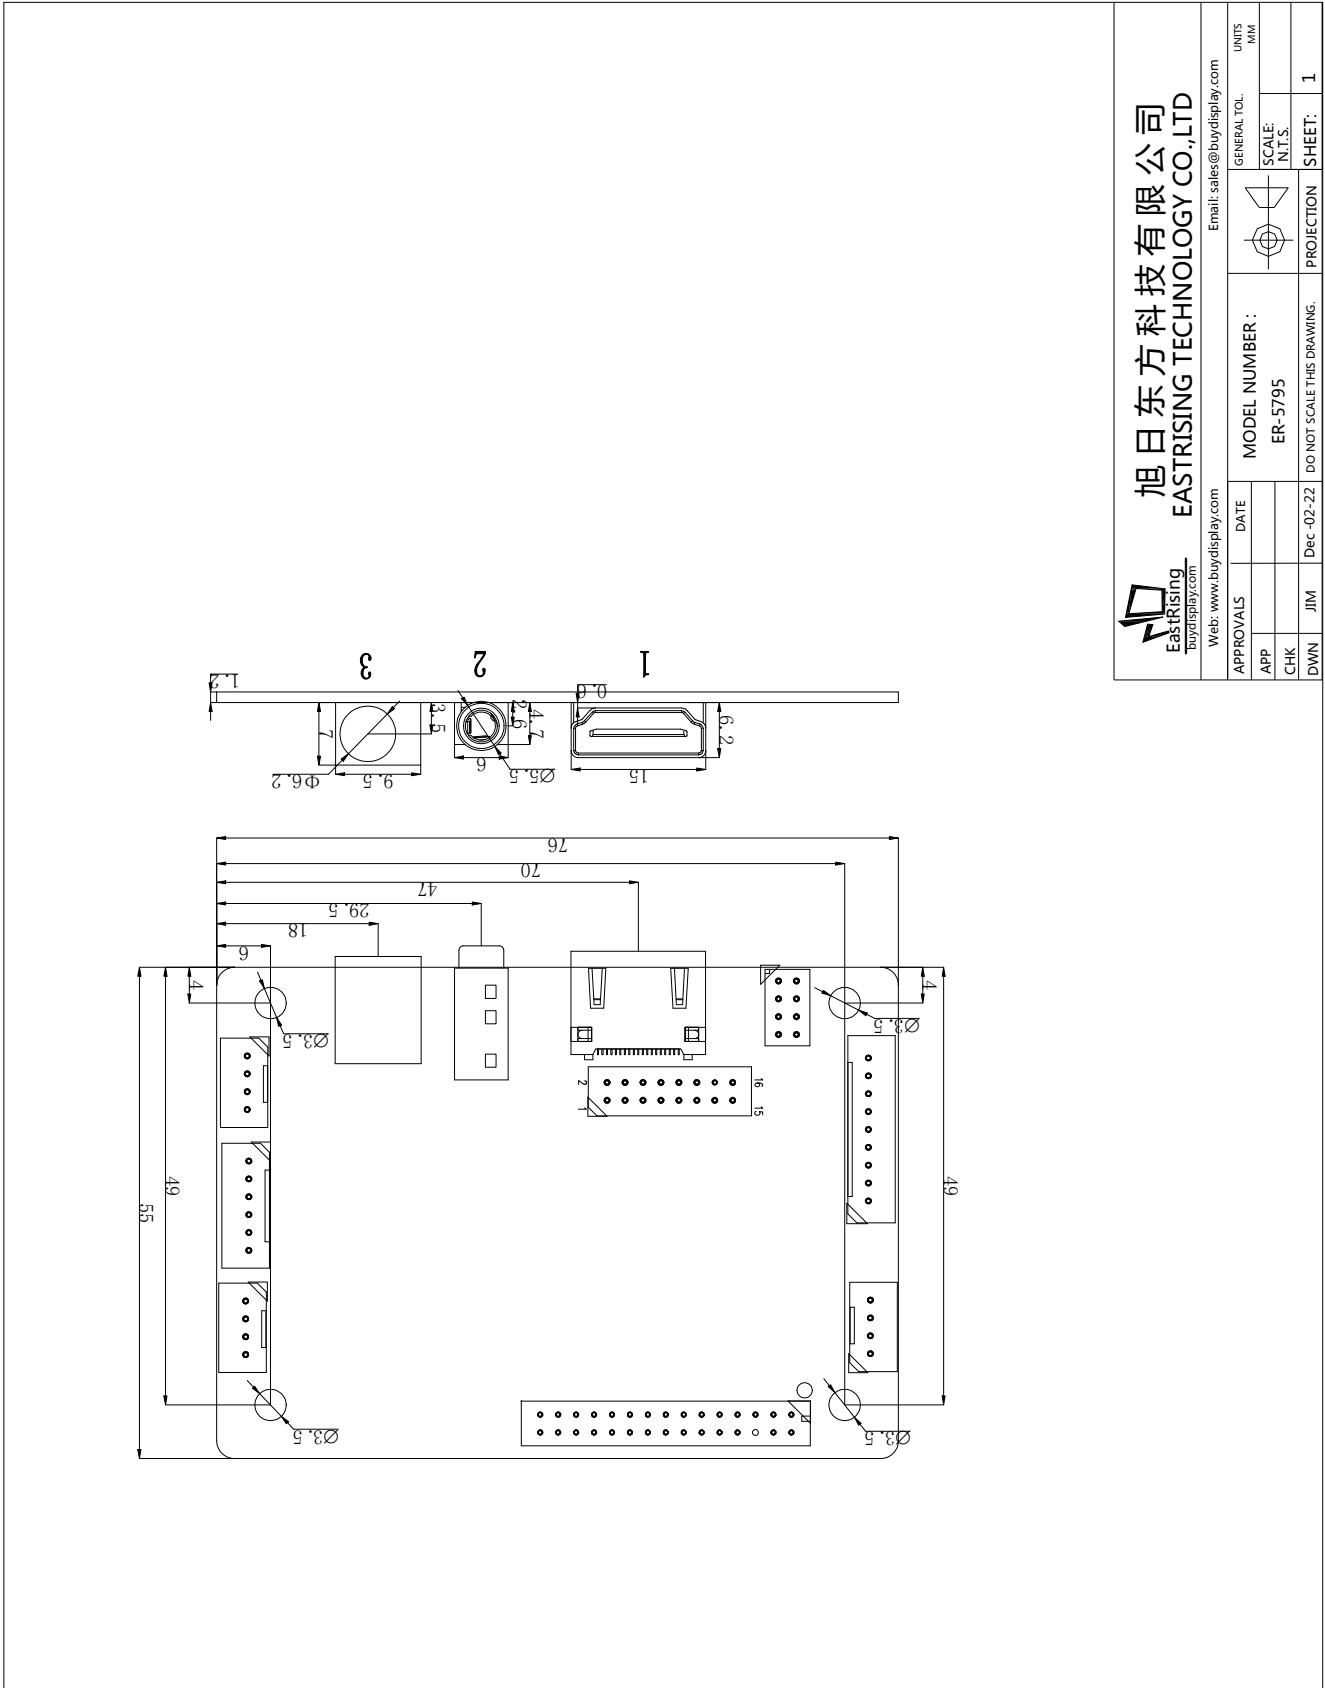 旭日东方科技有限公司
EASTRISING TECHNOLOGY CO.,LTD
EastRising
buydisplay.com
Web: www.buydisplay.com
Email: sales@buydisplay.com
APPROVALS
DATE
MODEL NUMBER :
ER-5795
GENERAL TOL.
UNITS
MM
APP
CHK
SCALE:
N.T.S.
DWN
JIM
Dec -02-22
DO NOT SCALE THIS DRAWING.
PROJECTION
SHEET:
1
3
2
1
1.2
7
3.5
Φ6.2
9.5
2.6
4.7
6
Ø5.5
0.6
6.2
15
76
70
47
29.5
18
6
4
4
Ø3.5
Ø3.5
2
16
1
15
49
55
49
Ø3.5
Ø3.5